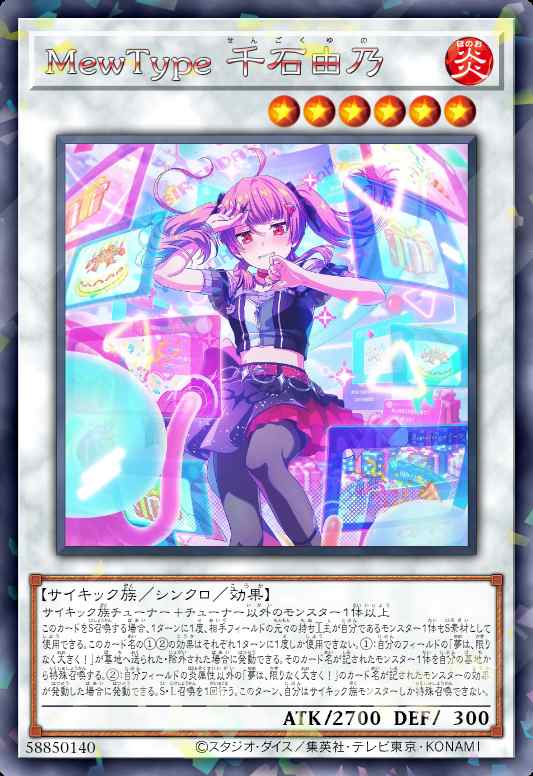 せんごくゆの
MewType 千石由乃
ほのお
炎
【サイキック族／シンクロ／効果】
サイキック族チューナー＋チューナー以外のモンスター1体以上
このカードをS召喚する場合、1ターンに1度、相手フィールドの元々の持ち主が自分であるモンスター1体もS素材として
使用できる。このカード名の①②の効果はそれぞれ1ターンに1度しか使用できない。①：自分のフィールドの「夢は、限り
なく大きく！」が墓地へ送られた・除外された場合に発動できる。そのカード名が記されたモンスター1体を自分の墓地か
ら特殊召喚する。②：自分フィールドの炎属性以外の「夢は、限りなく大きく！」のカード名が記されたモンスターの効果
が発動した場合に発動できる。S・L召喚を1回行う。このターン、自分はサイキック族モンスターしか特殊召喚できない。
ATK/2700 DEF/ 300
58850140
©スタジオ・ダイス／集英社・テレビ東京・KONAMI